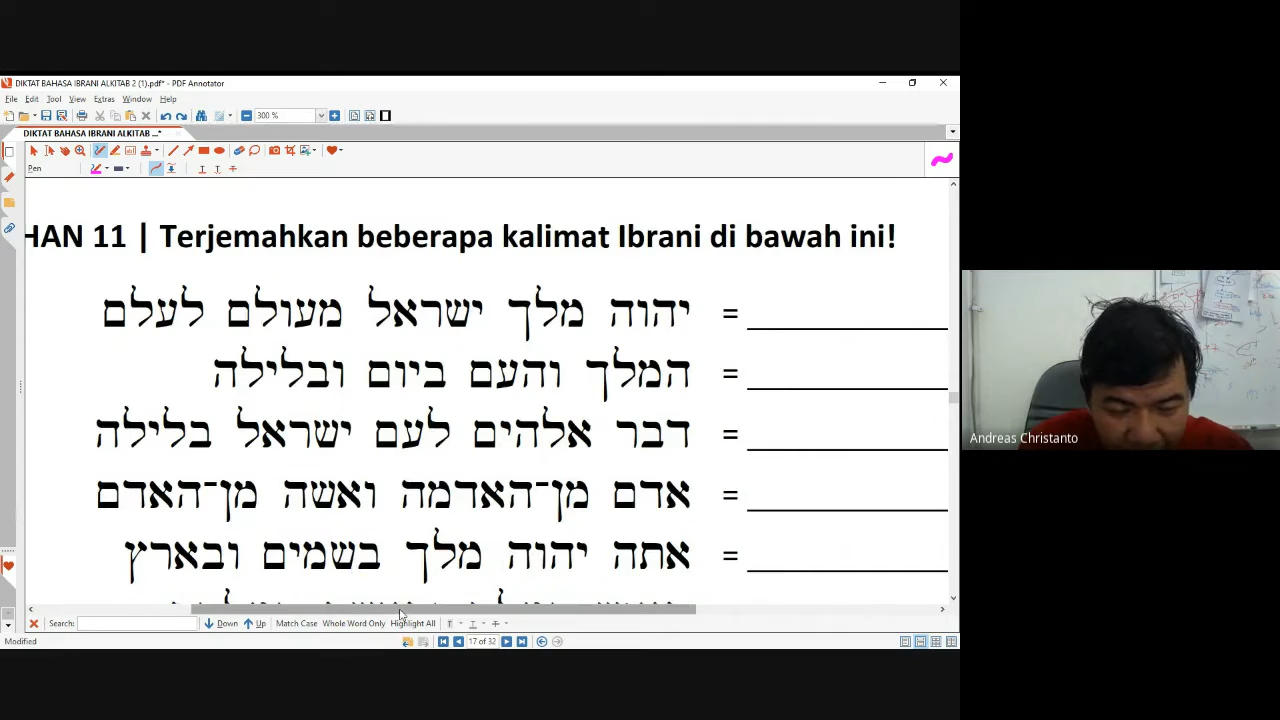 DIKTAT BAHASA IBRANI ALKITAB 2 (1).pdf* - PDF Annotator
File Edit Tool View Extras Window Help
300 %
DIKTAT BAHASA IBRANI ALKITAB ...*
Pen
HAN 11 | Terjemahkan beberapa kalimat Ibrani di bawah ini!
יהוה מלך ישראל מעולם לעלם =
המלך והעם ביום ובלילה =
דבר אלהים לעם ישראל בלילה =
אדם מן־האדמה ואשה מן־האדם =
אתה יהוה מלך בשמים ובארץ =
Search: Down Up Match Case Whole Word Only Highlight All
Modified 17 of 32
Andreas Christanto